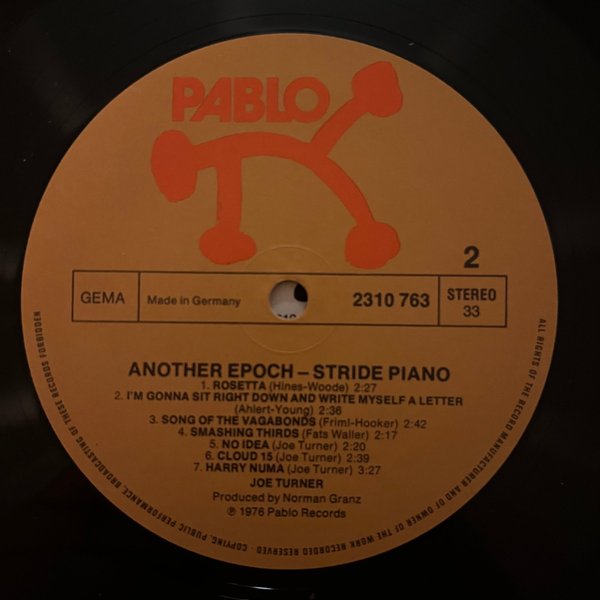 PABLO
2
GEMA
Made in Germany
2310 763
STEREO
33
ANOTHER EPOCH – STRIDE PIANO
1. ROSETTA (Hines-Woode) 2:27
2. I'M GONNA SIT RIGHT DOWN AND WRITE MYSELF A LETTER
(Ahlert-Young) 2:36
3. SONG OF THE VAGABONDS (Friml-Hooker) 2:42
4. SMASHING THIRDS (Fats Waller) 2:17
5. NO IDEA (Joe Turner) 2:20
6. CLOUD 15 (Joe Turner) 2:39
7. HARRY NUMA (Joe Turner) 3:27
JOE TURNER
Produced by Norman Granz
℗ 1976 Pablo Records
ALL RIGHTS OF THE RECORD MANUFACTURER AND OF OWNER OF THE WORK RECORDED RESERVED · COPYING, PUBLIC PERFORMANCE, BROADCASTING OF THESE RECORDS FORBIDDEN